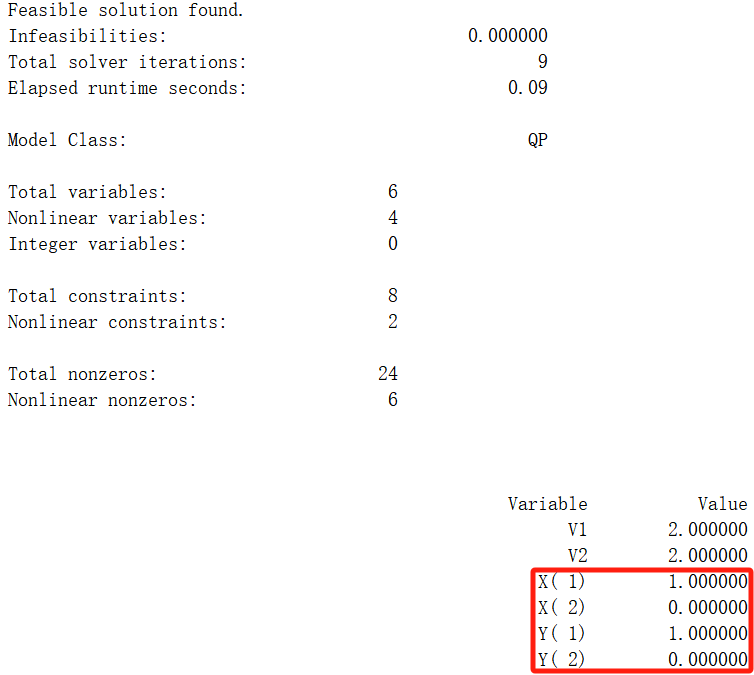 Feasible solution found.
Infeasibilities: 0.000000
Total solver iterations: 9
Elapsed runtime seconds: 0.09
Model Class: QP
Total variables: 6
Nonlinear variables: 4
Integer variables: 0
Total constraints: 8
Nonlinear constraints: 2
Total nonzeros: 24
Nonlinear nonzeros: 6
Variable Value
V1 2.000000
V2 2.000000
X( 1) 1.000000
X( 2) 0.000000
Y( 1) 1.000000
Y( 2) 0.000000